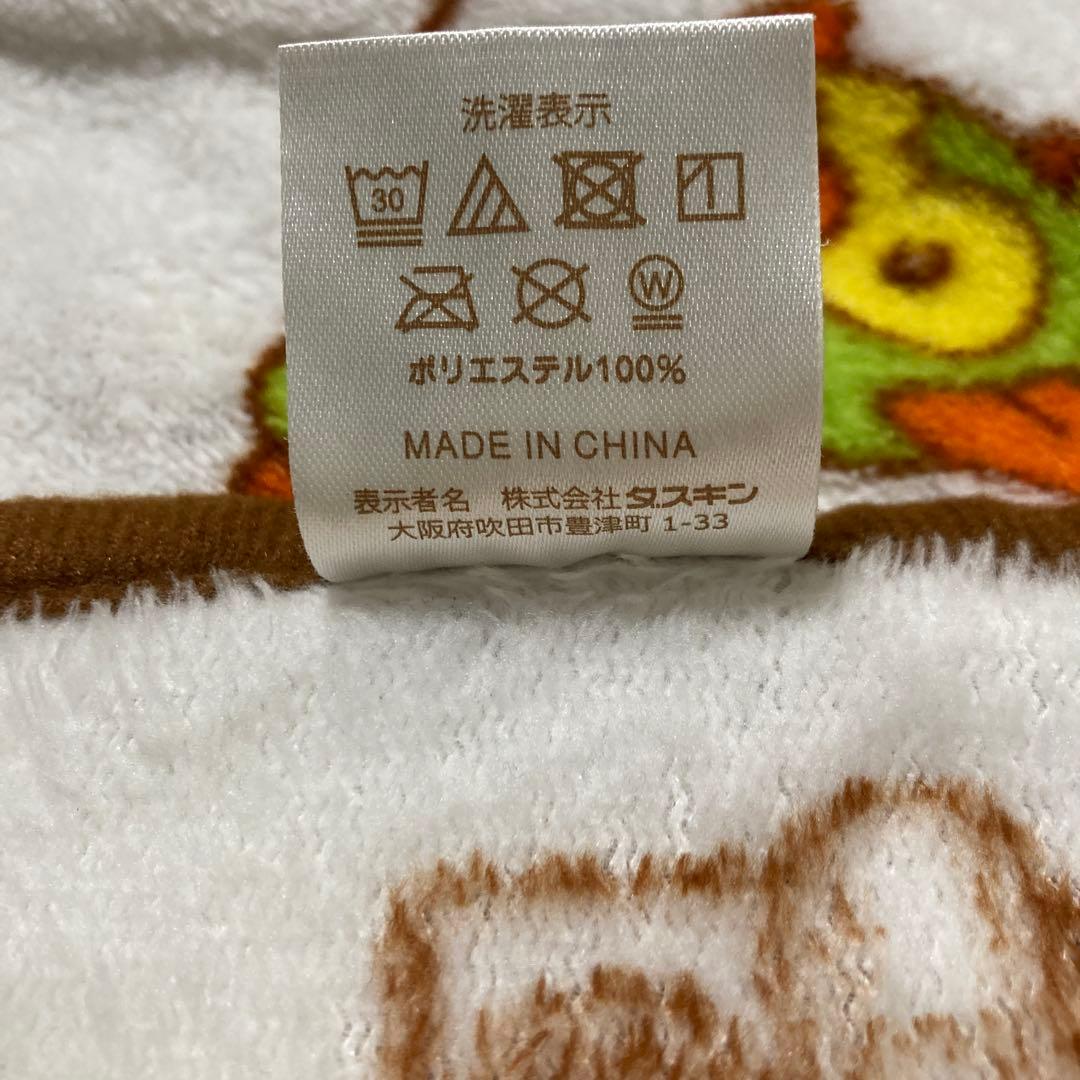 洗濯表示
30
W
ポリエステル100%
MADE IN CHINA
表示者名 株式会社ダスキン
大阪府吹田市豊津町 1-33